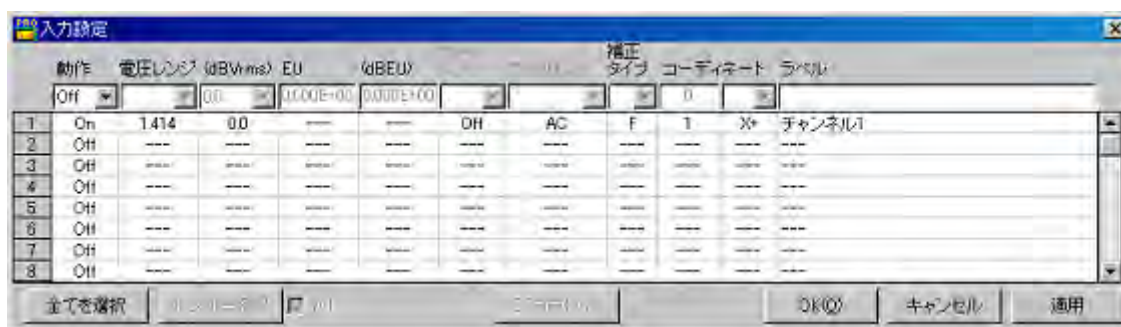 入力設定
動作 電圧レンジ (dBVrms) EU (dBEU) 補正タイプ コーディネート ラベル
Off 0.0 0.000E+00 0.000E+00 0
1 On 1.414 0.0 --- --- Off AC F 1 X+ チャンネル1
2 Off --- --- --- --- --- --- --- --- --- ---
3 Off --- --- --- --- --- --- --- --- --- ---
4 Off --- --- --- --- --- --- --- --- --- ---
5 Off --- --- --- --- --- --- --- --- --- ---
6 Off --- --- --- --- --- --- --- --- --- ---
7 Off --- --- --- --- --- --- --- --- --- ---
8 Off --- --- --- --- --- --- --- --- --- ---
全てを選択 OK(O) キャンセル 適用